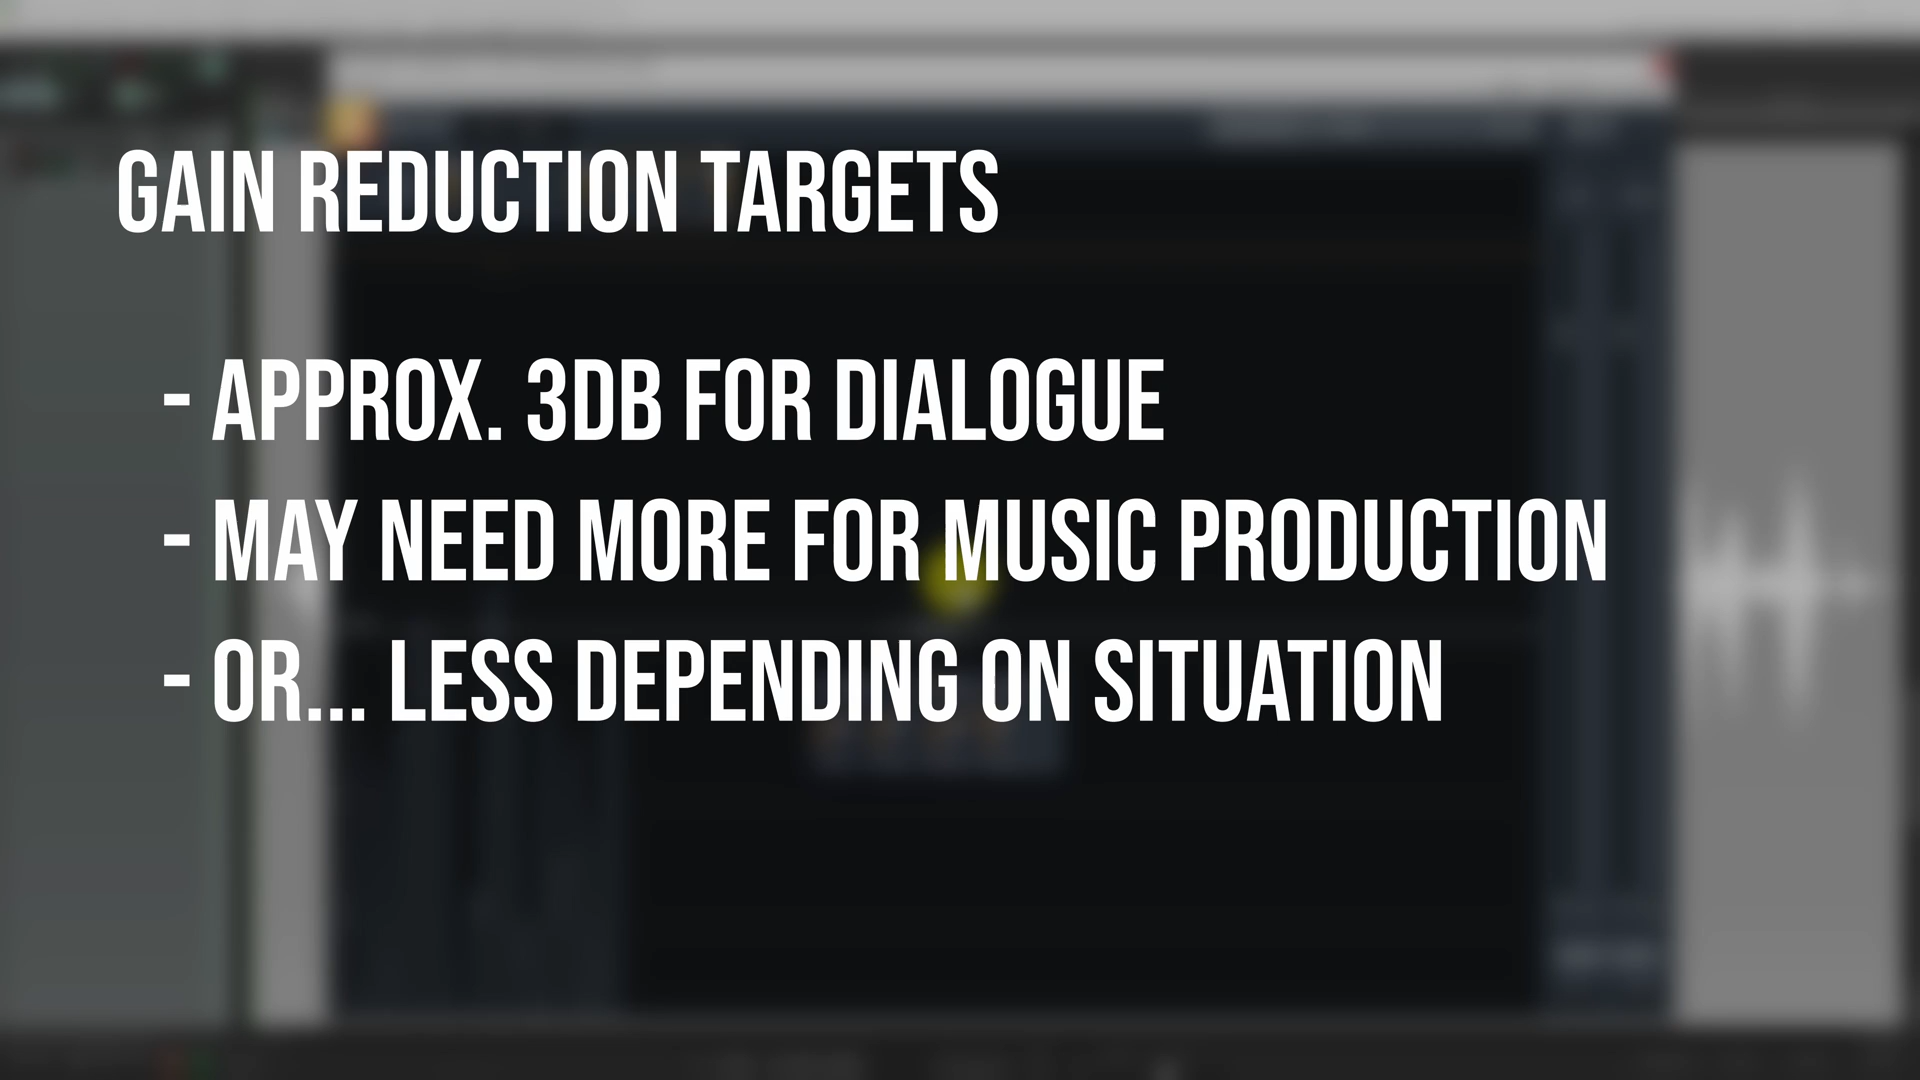 GAIN REDUCTION TARGETS
- APPROX. 3DB FOR DIALOGUE
- MAY NEED MORE FOR MUSIC PRODUCTION
- OR... LESS DEPENDING ON SITUATION